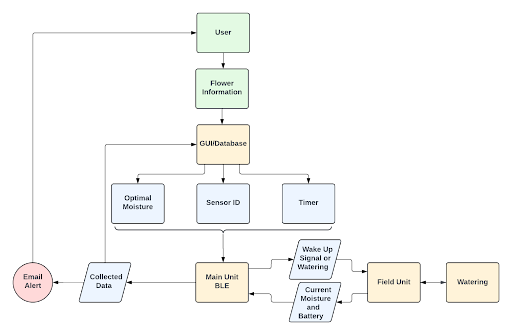 User
Flower
Information
GUI/Database
Optimal
Moisture
Sensor ID
Timer
Wake Up
Signal or
Watering
Email
Alert
Collected
Data
Main Unit
BLE
Field Unit
Watering
Current
Moisture
and
Battery